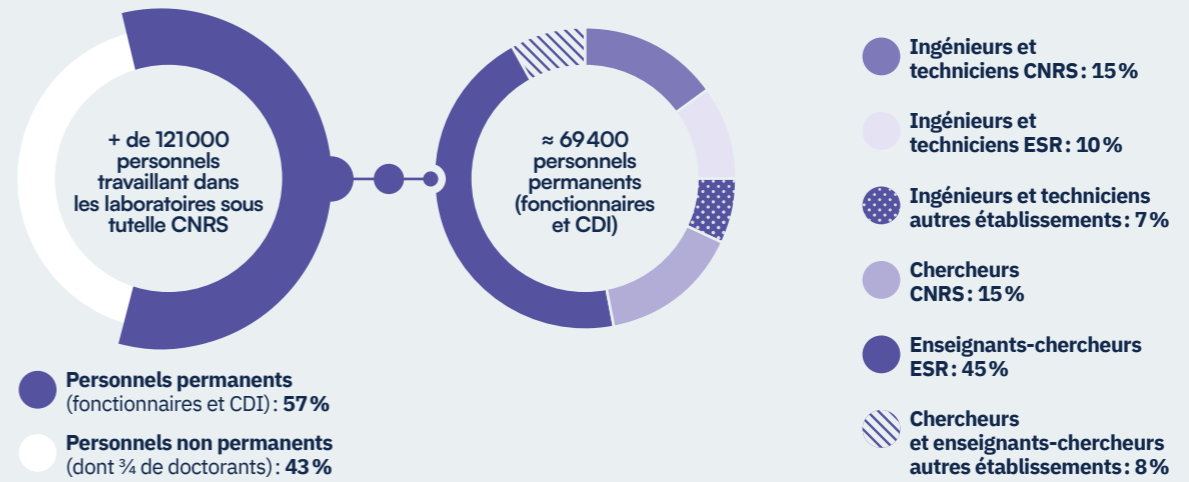 + de 121 000
personnels
travaillant dans
les laboratoires sous
tutelle CNRS
≈ 69 400
personnels
permanents
(fonctionnaires
et CDI)
Personnels permanents
(fonctionnaires et CDI) : 57 %
Personnels non permanents
(dont ¾ de doctorants) : 43 %
Ingénieurs et
techniciens CNRS : 15 %
Ingénieurs et
techniciens ESR : 10 %
Ingénieurs et techniciens
autres établissements : 7 %
Chercheurs
CNRS : 15 %
Enseignants-chercheurs
ESR : 45 %
Chercheurs
et enseignants-chercheurs
autres établissements : 8 %